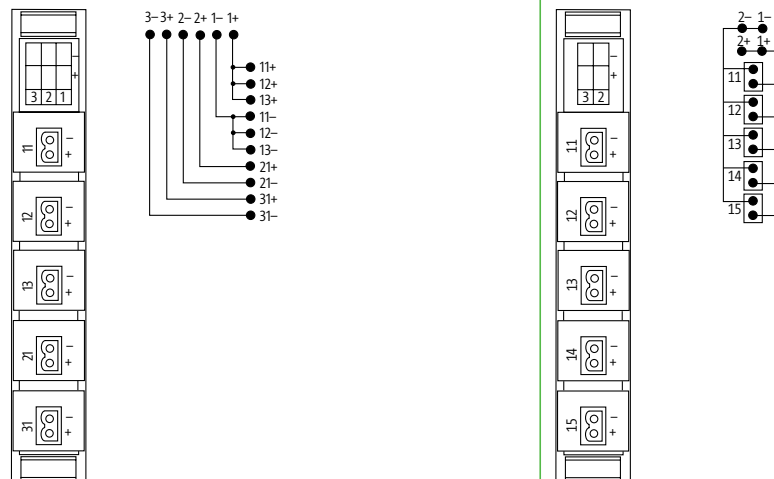 3− 3+ 2− 2+ 1− 1+
11+
12+
13+
11−
12−
13−
21+
21−
31+
31−
−
+
3 2 1
11 − +
12 − +
13 − +
21 − +
31 − +
−
+
3 2
11 − +
12 − +
13 − +
14 − +
15 − +
2− 1−
2+ 1+
11
12
13
14
15